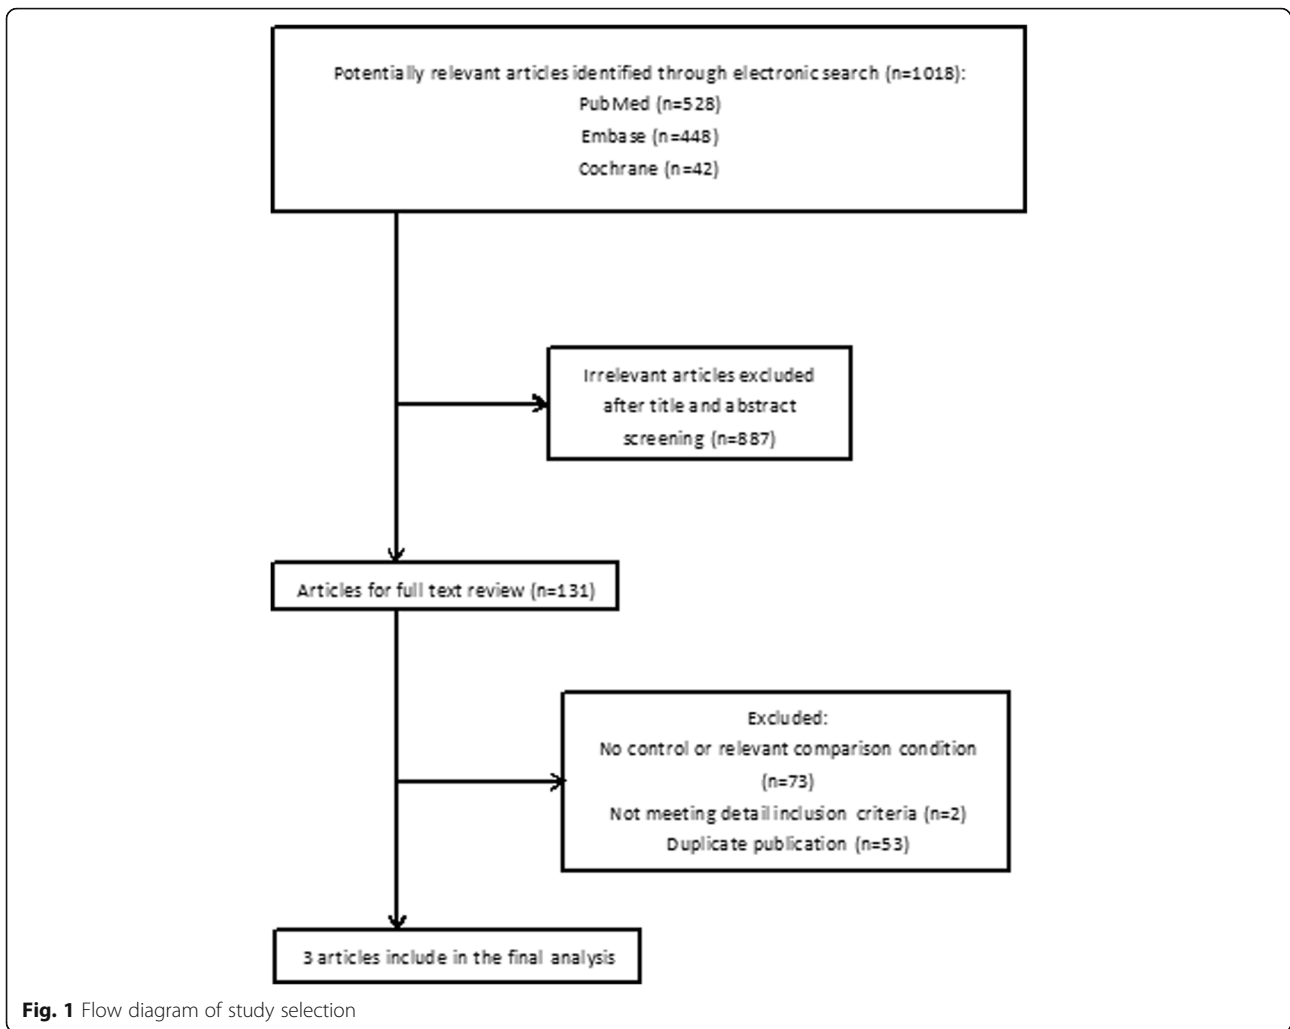 Potentially relevant articles identified through electronic search (n=1018):
PubMed (n=528)
Embase (n=448)
Cochrane (n=42)
Irrelevant articles excluded
after title and abstract
screening (n=887)
Articles for full text review (n=131)
Excluded:
No control or relevant comparison condition
(n=73)
Not meeting detail inclusion criteria (n=2)
Duplicate publication (n=53)
3 articles include in the final analysis
Fig. 1 Flow diagram of study selection